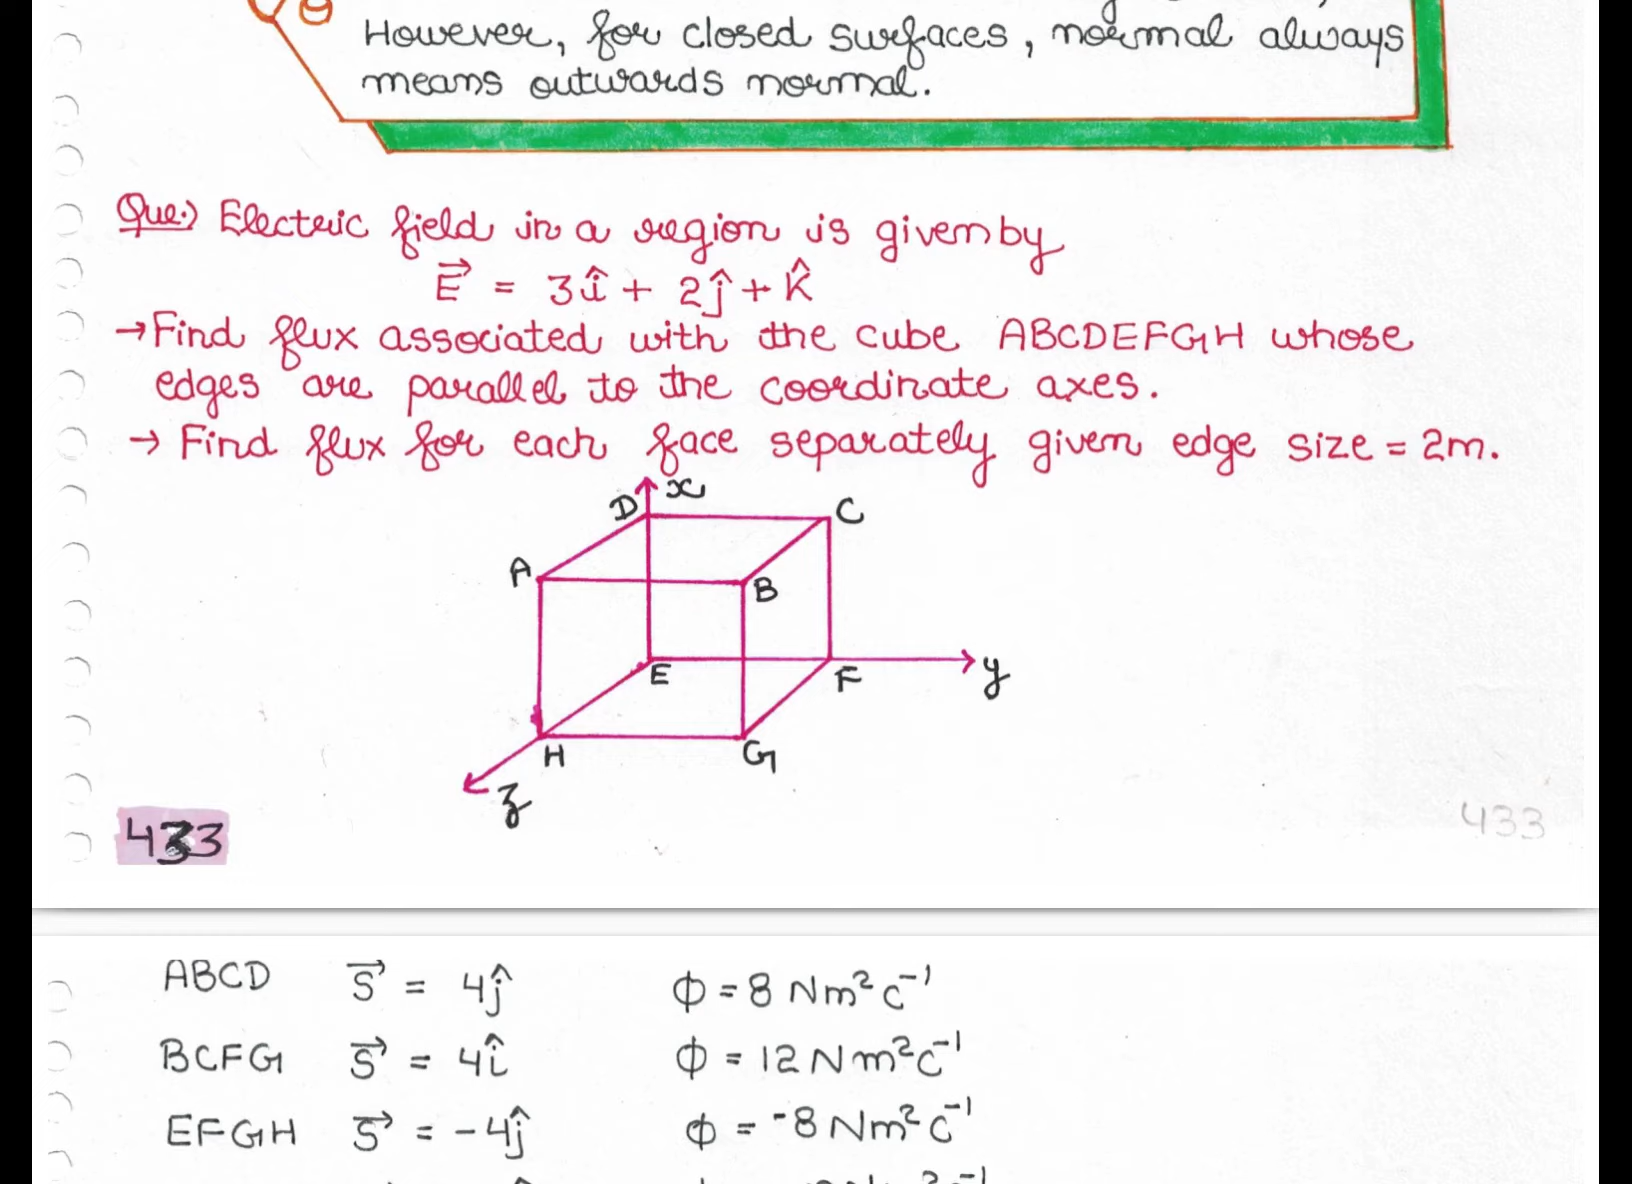 However, for closed surfaces, normal always
means outwards normal.
Que:) Electric field in a region is given by
E⃗ = 3î + 2ĵ + k̂
→ Find flux associated with the cube ABCDEFGH whose
edges are parallel to the coordinate axes.
→ Find flux for each face separately given edge size = 2m.
D x C
A B
E F y
H G
z
433
433
ABCD S⃗ = 4ĵ ϕ = 8 Nm²C⁻¹
BCFG S⃗ = 4î ϕ = 12 Nm²C⁻¹
EFGH S⃗ = -4ĵ ϕ = -8 Nm²C⁻¹